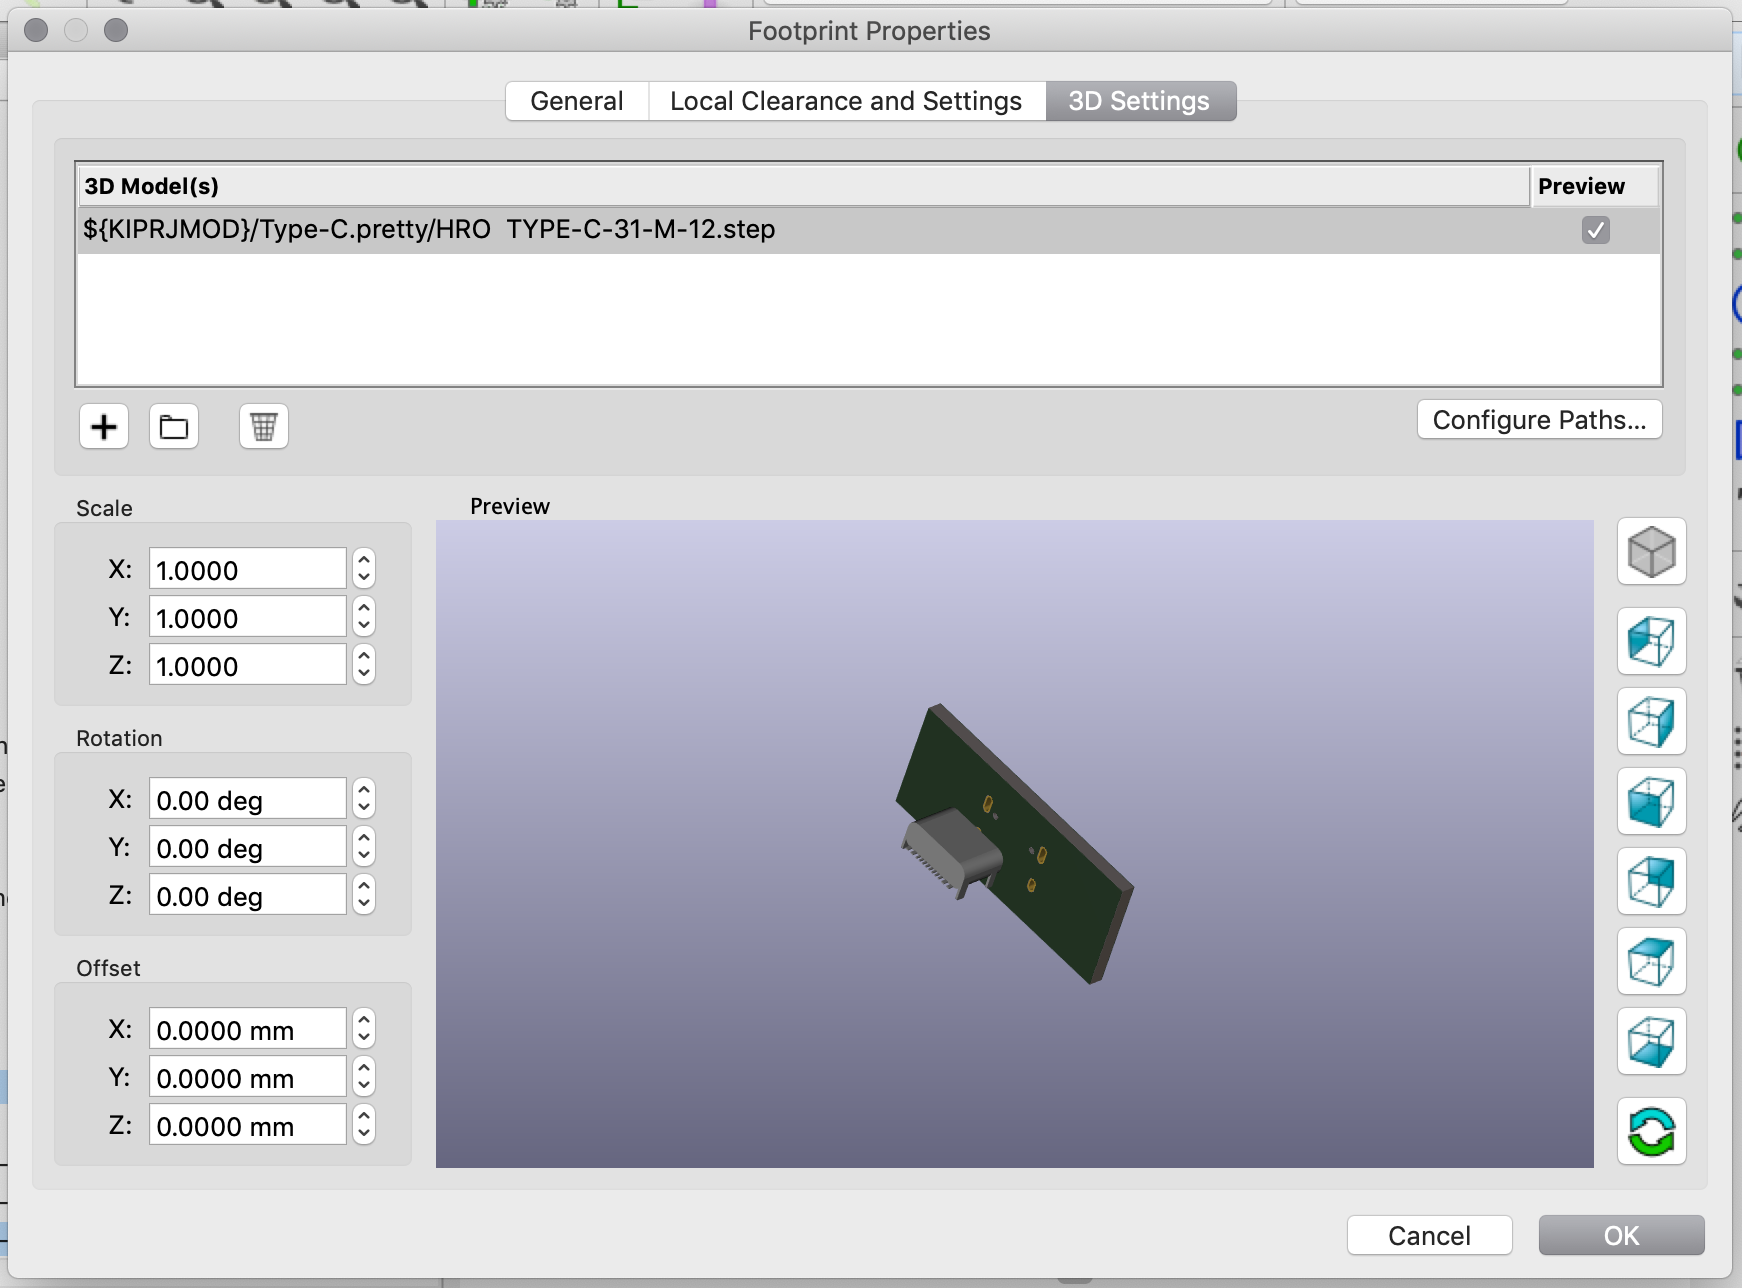 Footprint Properties
General Local Clearance and Settings 3D Settings
3D Model(s) Preview
${KIPRJMOD}/Type-C.pretty/HRO  TYPE-C-31-M-12.step
Configure Paths...
Scale
X: 1.0000
Y: 1.0000
Z: 1.0000
Rotation
X: 0.00 deg
Y: 0.00 deg
Z: 0.00 deg
Offset
X: 0.0000 mm
Y: 0.0000 mm
Z: 0.0000 mm
Preview
Cancel OK